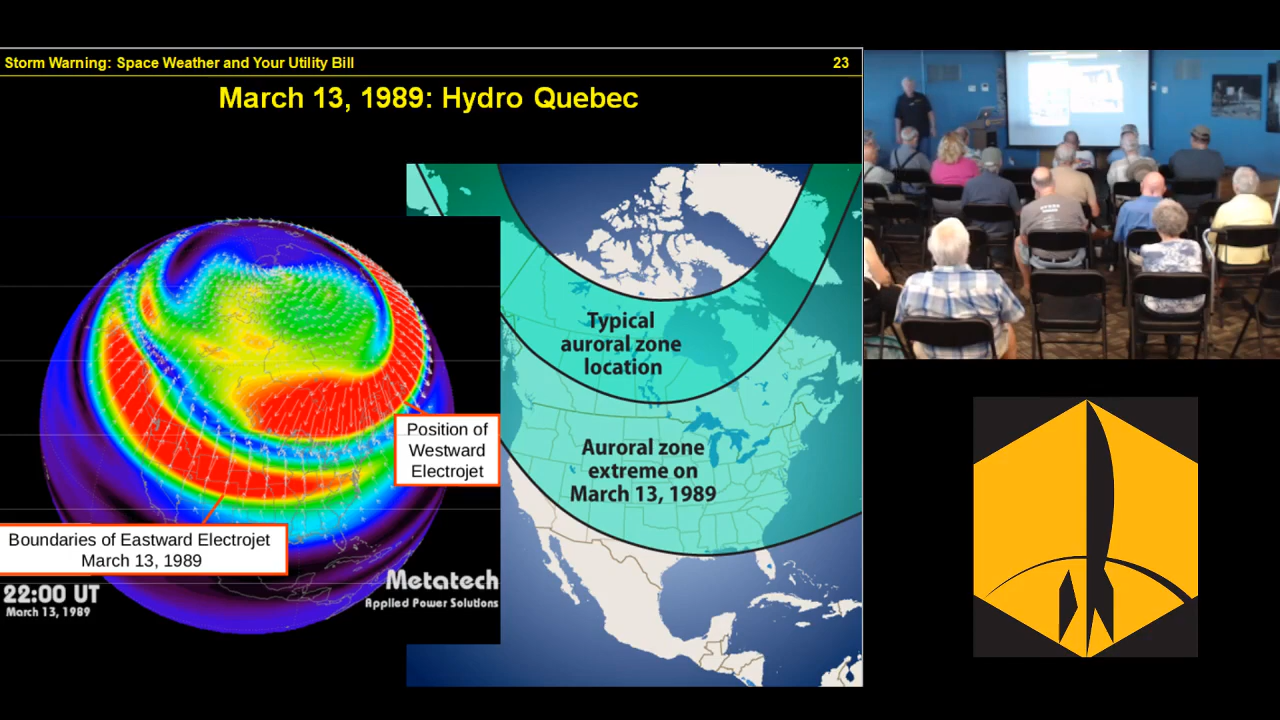 Storm Warning: Space Weather and Your Utility Bill
23
March 13, 1989: Hydro Quebec
Typical
auroral zone
location
Position of
Westward
Electrojet
Auroral zone
extreme on
March 13, 1989
Boundaries of Eastward Electrojet
March 13, 1989
22:00 UT
March 13, 1989
Metatech
Applied Power Solutions